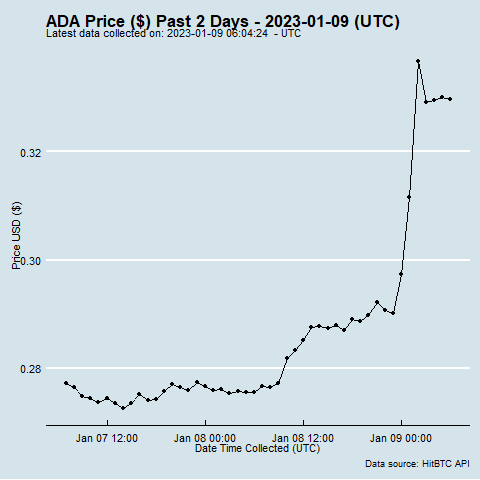 ADA Price ($) Past 2 Days - 2023-01-09 (UTC)
Latest data collected on: 2023-01-09 06:04:24 - UTC
Price USD ($)
0.32
0.30
0.28
Jan 07 12:00
Jan 08 00:00
Jan 08 12:00
Jan 09 00:00
Date Time Collected (UTC)
Data source: HitBTC API